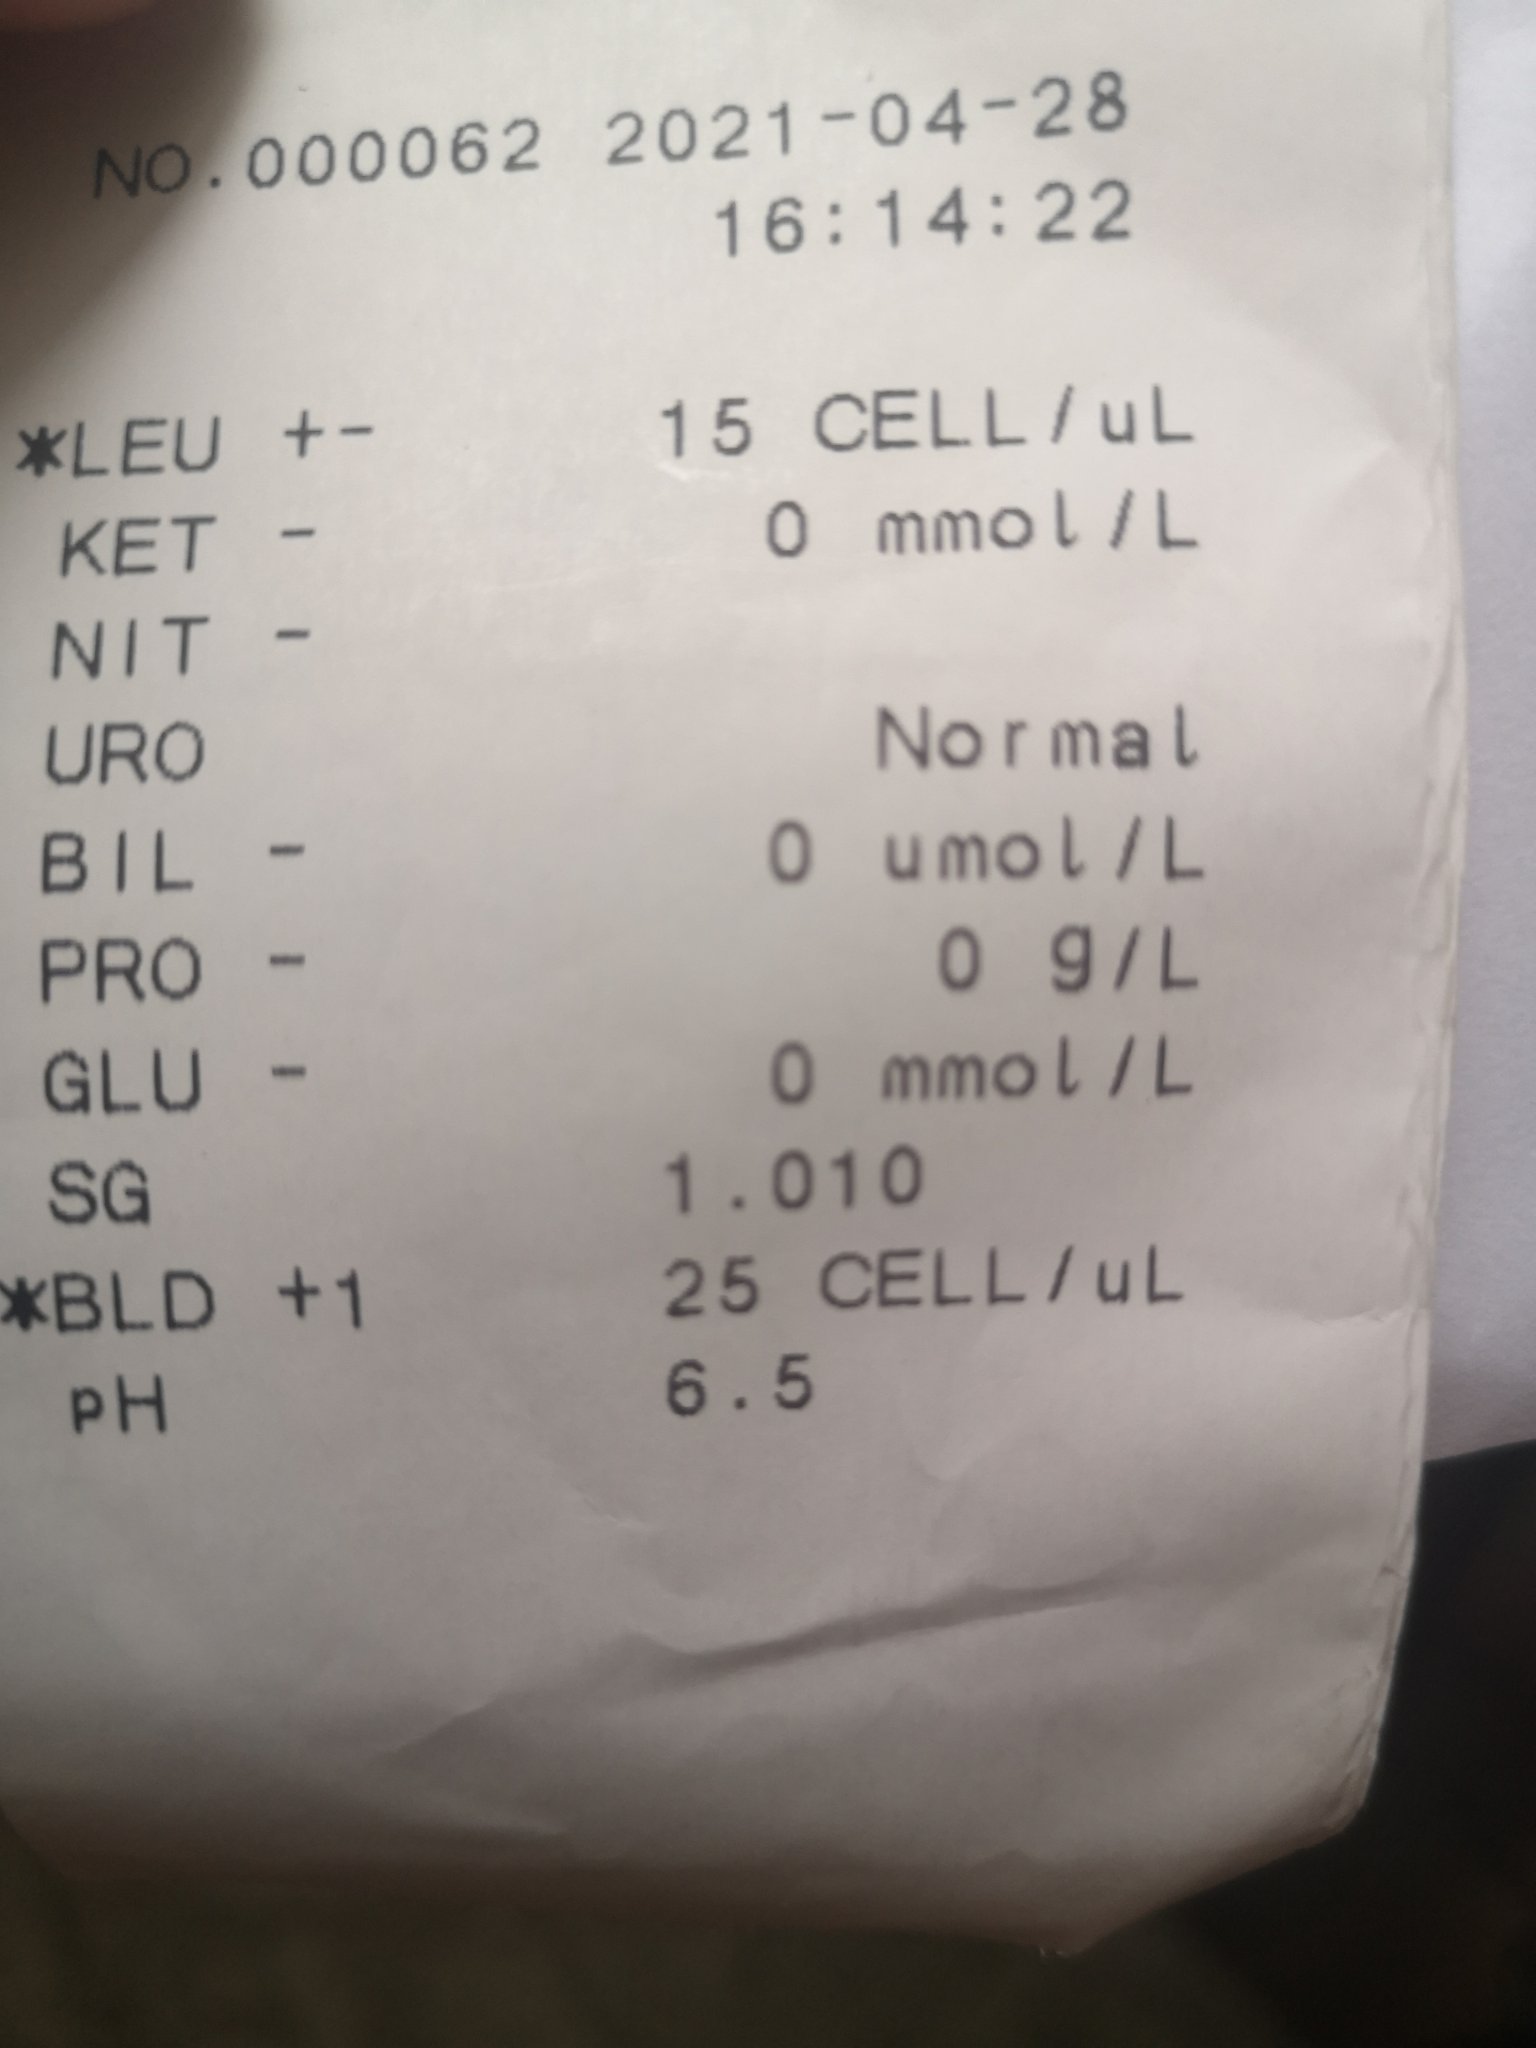 NO.000062 2021-04-28
16:14:22
*LEU +- 15 CELL/uL
KET - 0 mmol/L
NIT -
URO Normal
BIL - 0 umol/L
PRO - 0 g/L
GLU - 0 mmol/L
SG 1.010
*BLD +1 25 CELL/uL
pH 6.5